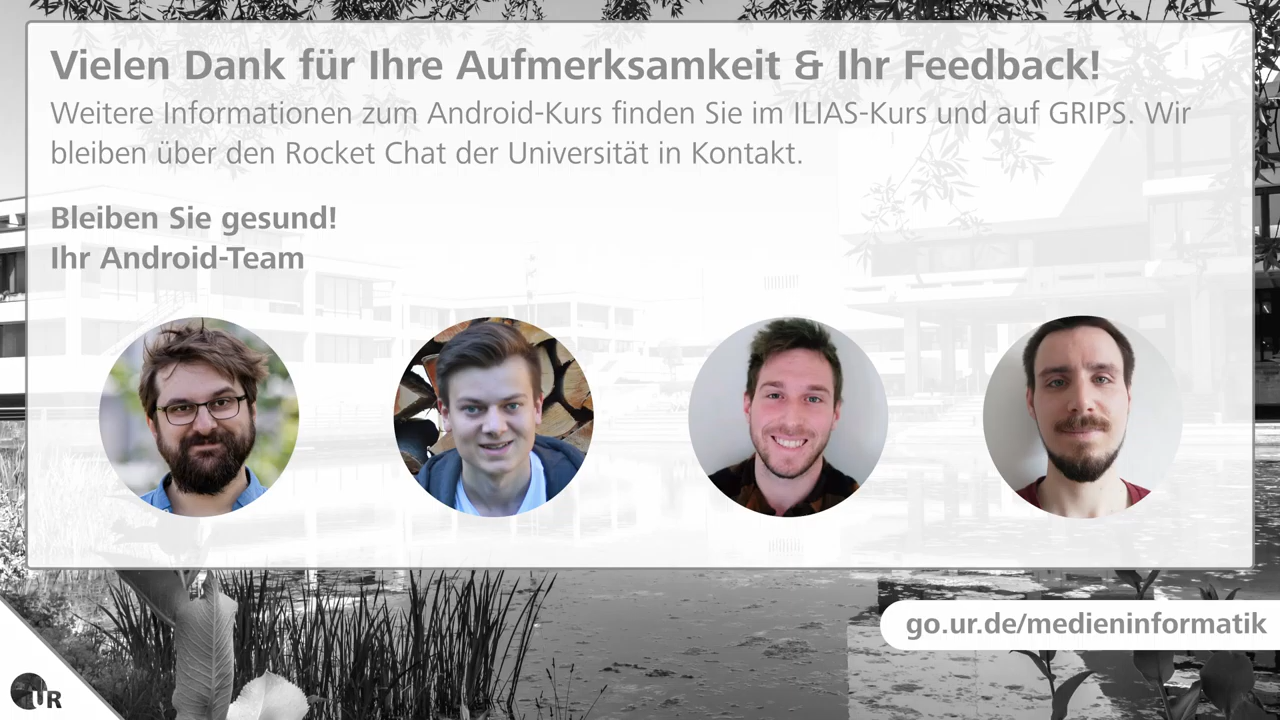 Vielen Dank für Ihre Aufmerksamkeit & Ihr Feedback!
Weitere Informationen zum Android-Kurs finden Sie im ILIAS-Kurs und auf GRIPS. Wir
bleiben über den Rocket Chat der Universität in Kontakt.
Bleiben Sie gesund!
Ihr Android-Team
go.ur.de/medieninformatik
UR